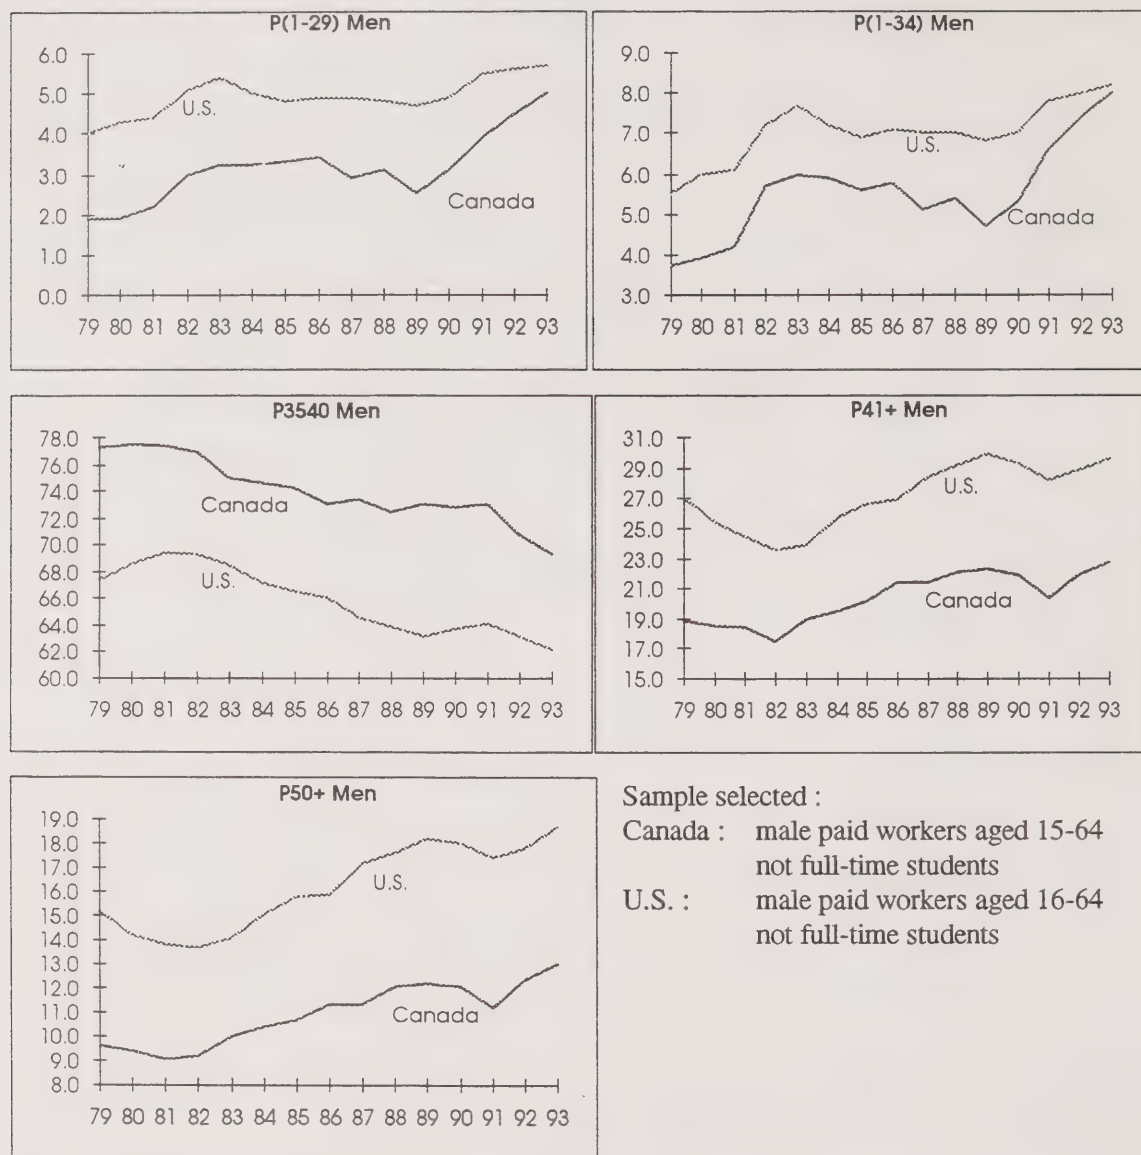 P(1-29) Men
6.0
5.0
4.0
3.0
2.0
1.0
0.0
U.S.
Canada
79 80 81 82 83 84 85 86 87 88 89 90 91 92 93
P(1-34) Men
9.0
8.0
7.0
6.0
5.0
4.0
3.0
U.S.
Canada
79 80 81 82 83 84 85 86 87 88 89 90 91 92 93
P3540 Men
78.0
76.0
74.0
72.0
70.0
68.0
66.0
64.0
62.0
60.0
Canada
U.S.
79 80 81 82 83 84 85 86 87 88 89 90 91 92 93
P41+ Men
31.0
29.0
27.0
25.0
23.0
21.0
19.0
17.0
15.0
U.S.
Canada
79 80 81 82 83 84 85 86 87 88 89 90 91 92 93
P50+ Men
19.0
18.0
17.0
16.0
15.0
14.0
13.0
12.0
11.0
10.0
9.0
8.0
U.S.
Canada
79 80 81 82 83 84 85 86 87 88 89 90 91 92 93
Sample selected :
Canada : male paid workers aged 15-64
not full-time students
U.S. : male paid workers aged 16-64
not full-time students